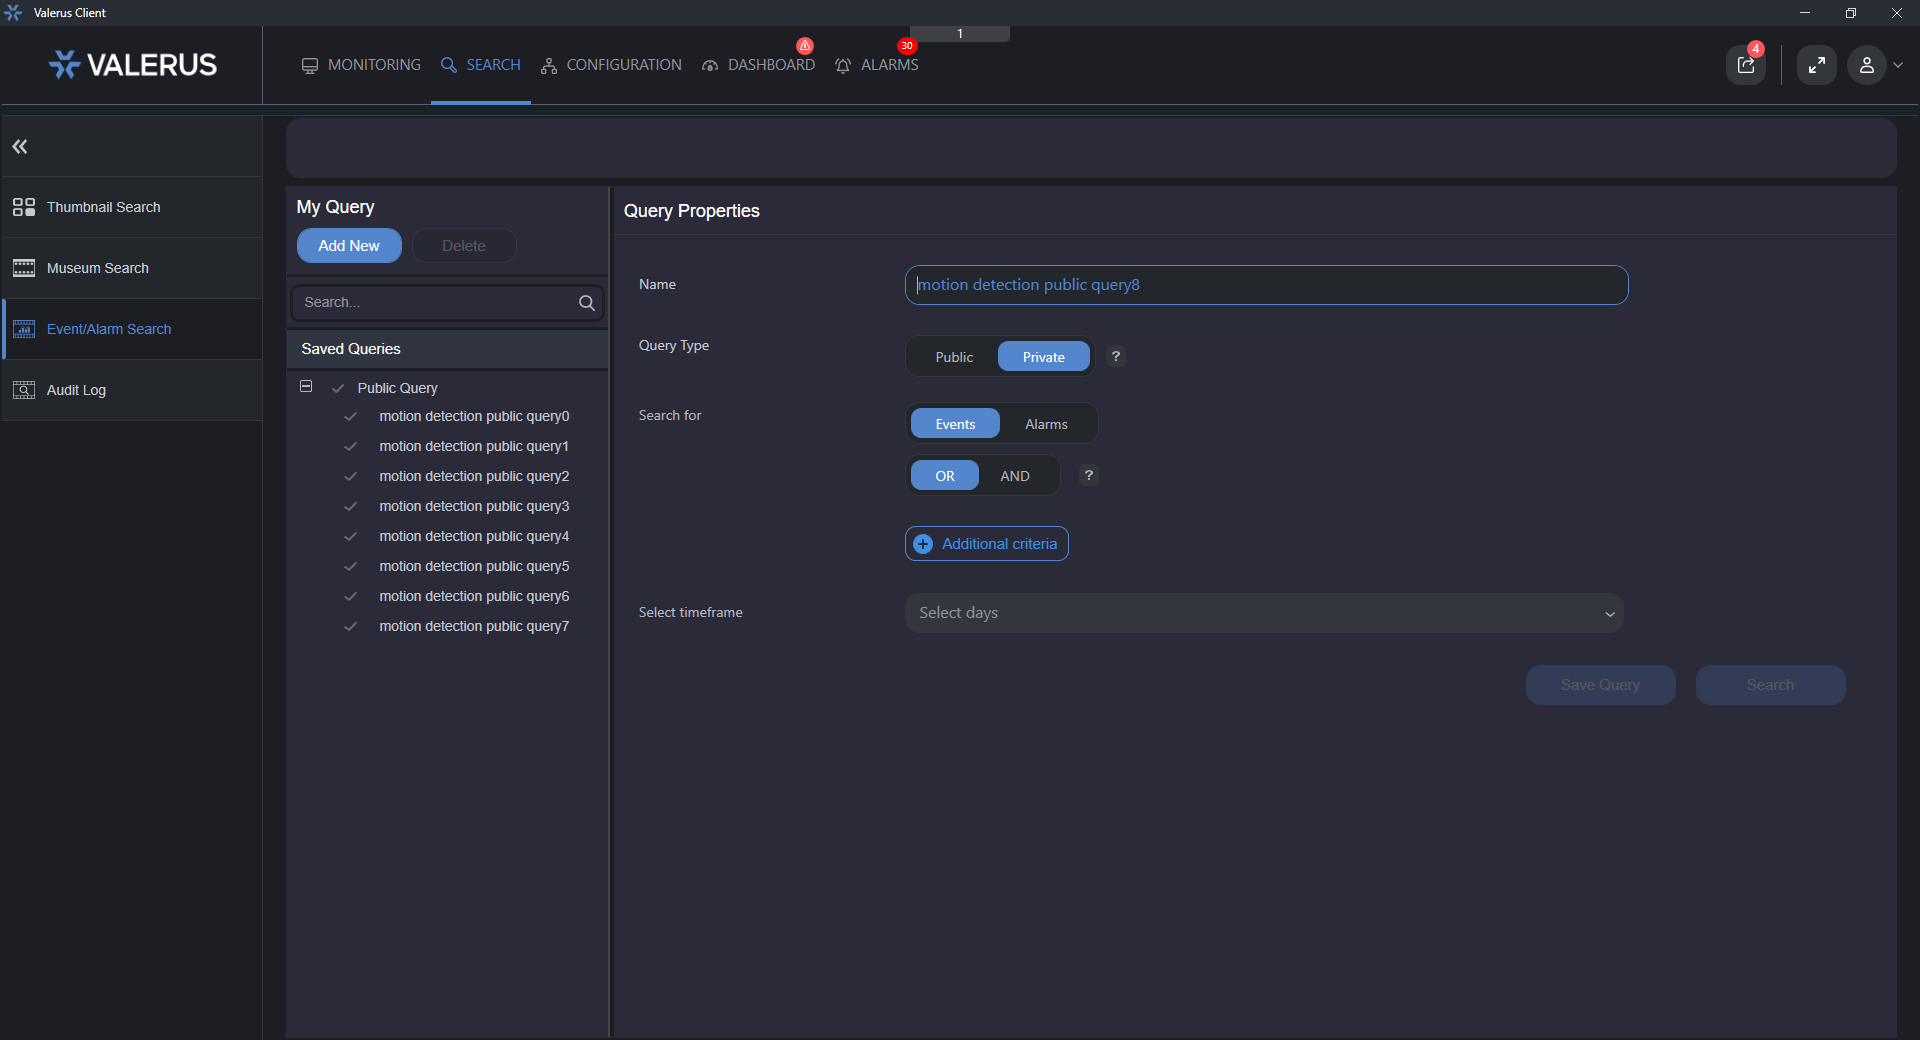 Valerus Client
1
VALERUS
MONITORING
SEARCH
CONFIGURATION
DASHBOARD
30
ALARMS
4
Thumbnail Search
Museum Search
Event/Alarm Search
Audit Log
My Query
Add New
Delete
Search...
Saved Queries
Public Query
motion detection public query0
motion detection public query1
motion detection public query2
motion detection public query3
motion detection public query4
motion detection public query5
motion detection public query6
motion detection public query7
Query Properties
Name
motion detection public query8
Query Type
Public
Private
?
Search for
Events
Alarms
OR
AND
?
Additional criteria
Select timeframe
Select days
Save Query
Search